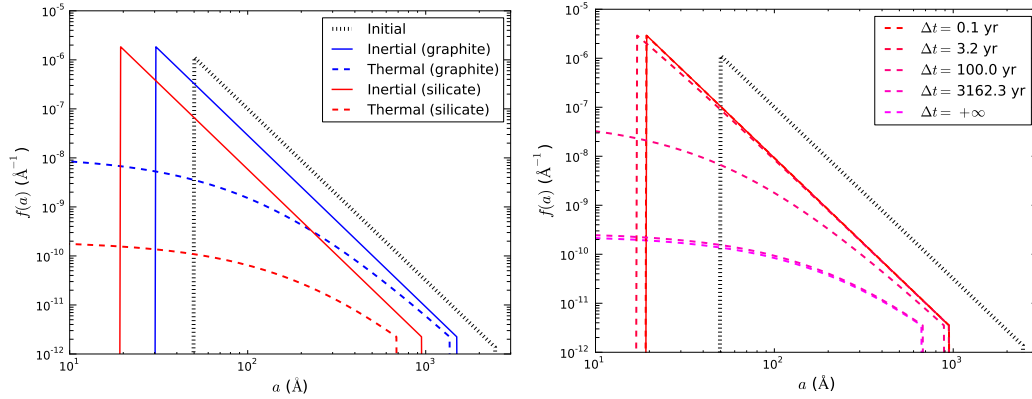 10^-5
10^-6
10^-7
10^-8
10^-9
10^-10
10^-11
10^-12
f(a) (Å^-1)
Initial
Inertial (graphite)
Thermal (graphite)
Inertial (silicate)
Thermal (silicate)
10^1
10^2
10^3
a (Å)
10^-5
10^-6
10^-7
10^-8
10^-9
10^-10
10^-11
10^-12
f(a) (Å^-1)
Δt = 0.1 yr
Δt = 3.2 yr
Δt = 100.0 yr
Δt = 3162.3 yr
Δt = +∞
10^1
10^2
10^3
a (Å)